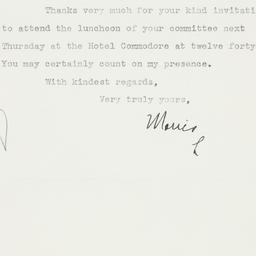 Thanks very much for your kind invitati
to attend the luncheon of your committee next
Thursday at the Hotel Commodore at twelve forty
You may certainly count on my presence.
With kindest regards,
Very truly yours,
Morris
L